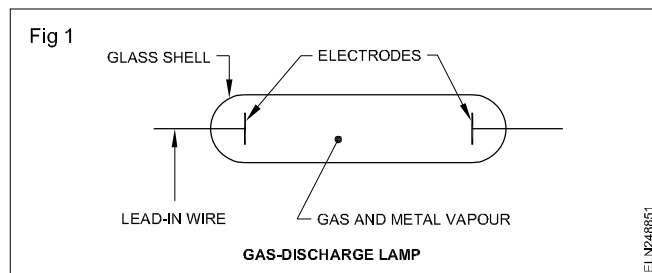 Fig 1
GLASS SHELL
ELECTRODES
LEAD-IN WIRE
GAS AND METAL VAPOUR
GAS-DISCHARGE LAMP
ELN248851